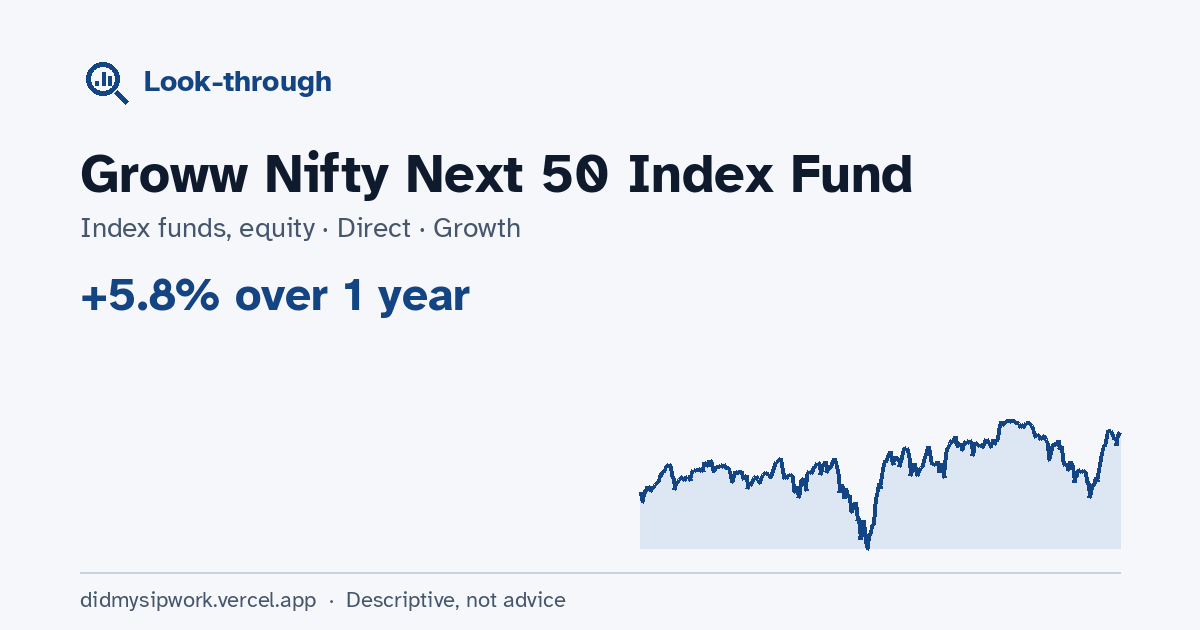 Look-through
Groww Nifty Next 50 Index Fund
Index funds, equity · Direct · Growth
+5.8% over 1 year
didmysipwork.vercel.app · Descriptive, not advice